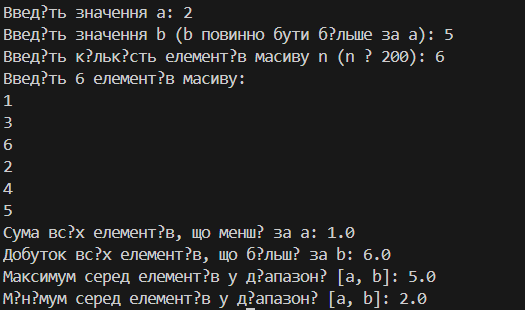 Введ?ть значення a: 2
Введ?ть значення b (b повинно бути б?льше за a): 5
Введ?ть к?льк?сть елемент?в масиву n (n ? 200): 6
Введ?ть 6 елемент?в масиву:
1
3
6
2
4
5
Сума вс?х елемент?в, що менш? за a: 1.0
Добуток вс?х елемент?в, що б?льш? за b: 6.0
Максимум серед елемент?в у д?апазон? [a, b]: 5.0
М?н?мум серед елемент?в у д?апазон? [a, b]: 2.0